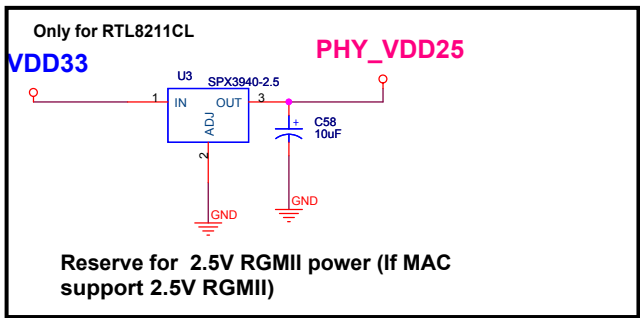 Only for RTL8211CL
VDD33
PHY_VDD25
U3
SPX3940-2.5
1
IN
OUT
3
ADJ
2
+
C58
10uF
GND
GND
Reserve for 2.5V RGMII power (If MAC
support 2.5V RGMII)